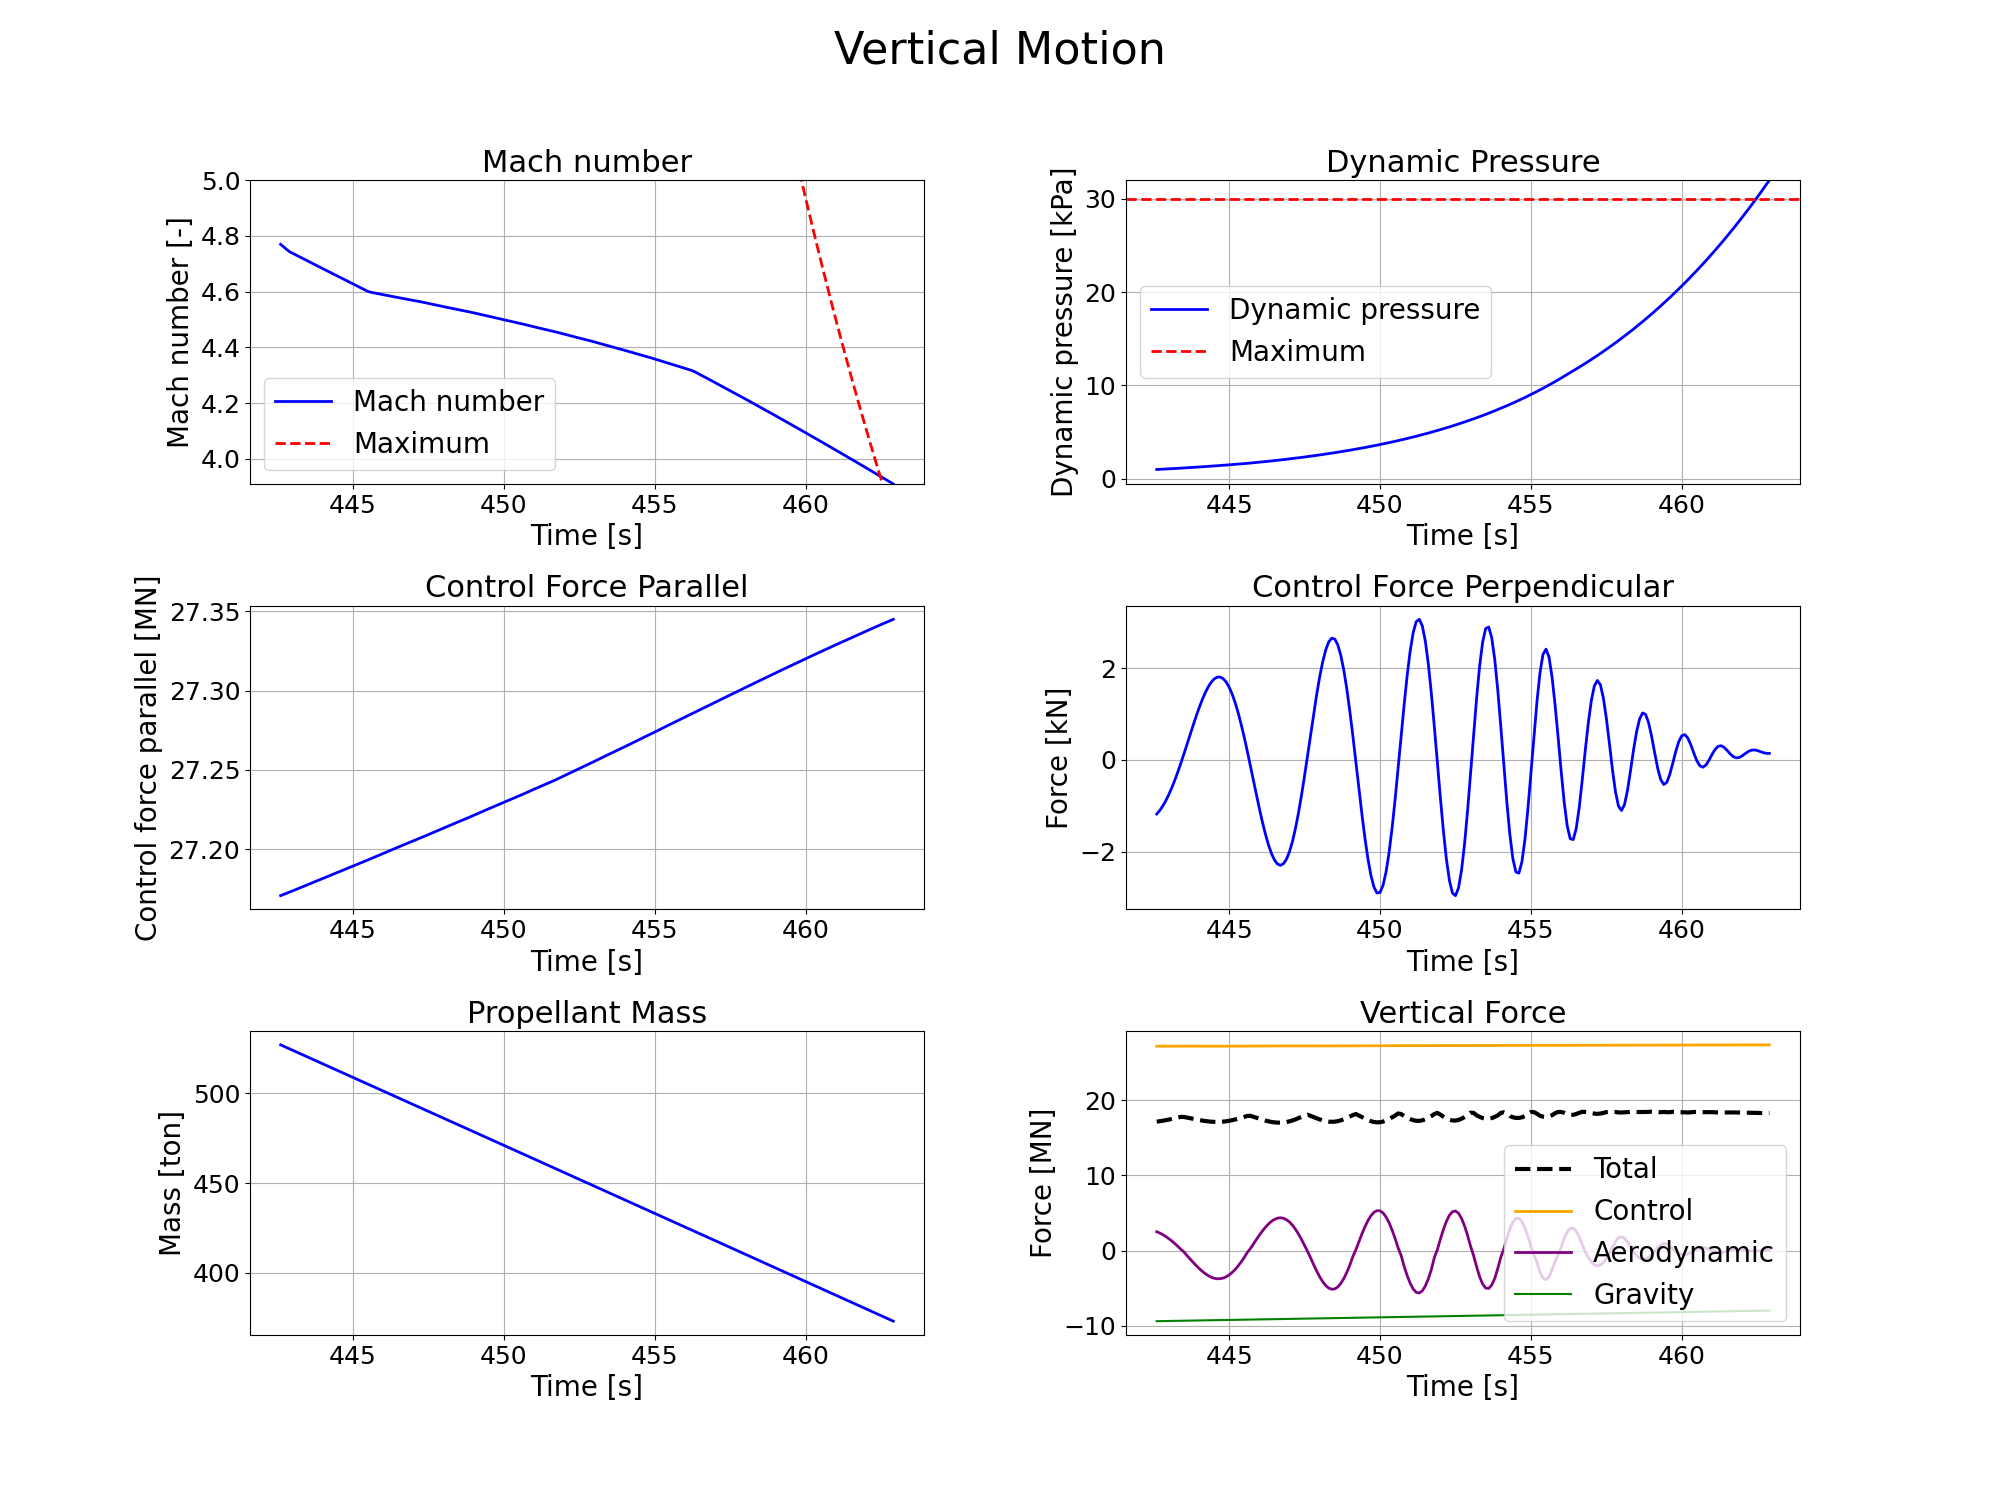 Vertical Motion
Mach number
Mach number [-]
5.0
4.8
4.6
4.4
4.2
4.0
Mach number
Maximum
445
450
455
460
Time [s]
Dynamic Pressure
Dynamic pressure [kPa]
30
20
10
0
Dynamic pressure
Maximum
445
450
455
460
Time [s]
Control Force Parallel
Control force parallel [MN]
27.35
27.30
27.25
27.20
445
450
455
460
Time [s]
Control Force Perpendicular
Force [kN]
2
0
−2
445
450
455
460
Time [s]
Propellant Mass
Mass [ton]
500
450
400
445
450
455
460
Time [s]
Vertical Force
Force [MN]
20
10
0
−10
Total
Control
Aerodynamic
Gravity
445
450
455
460
Time [s]